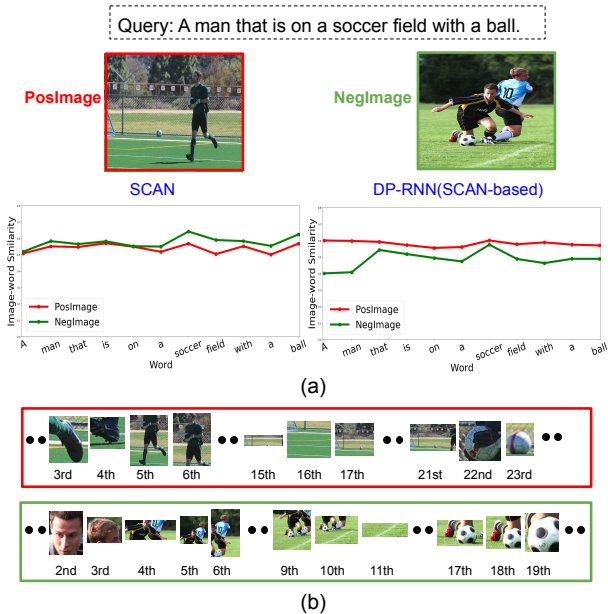 Query: A man that is on a soccer field with a ball.
PosImage
NegImage
10
SCAN
DP-RNN(SCAN-based)
Image-word Smilarity
PosImage
NegImage
A man that is on a soccer field with a ball
Word
Image-word Smilarity
PosImage
NegImage
A man that is on a soccer field with a ball
Word
(a)
3rd 4th 5th 6th 15th 16th 17th 21st 22nd 23rd
2nd 3rd 4th 5th 6th 9th 10th 11th 17th 18th 19th
(b)